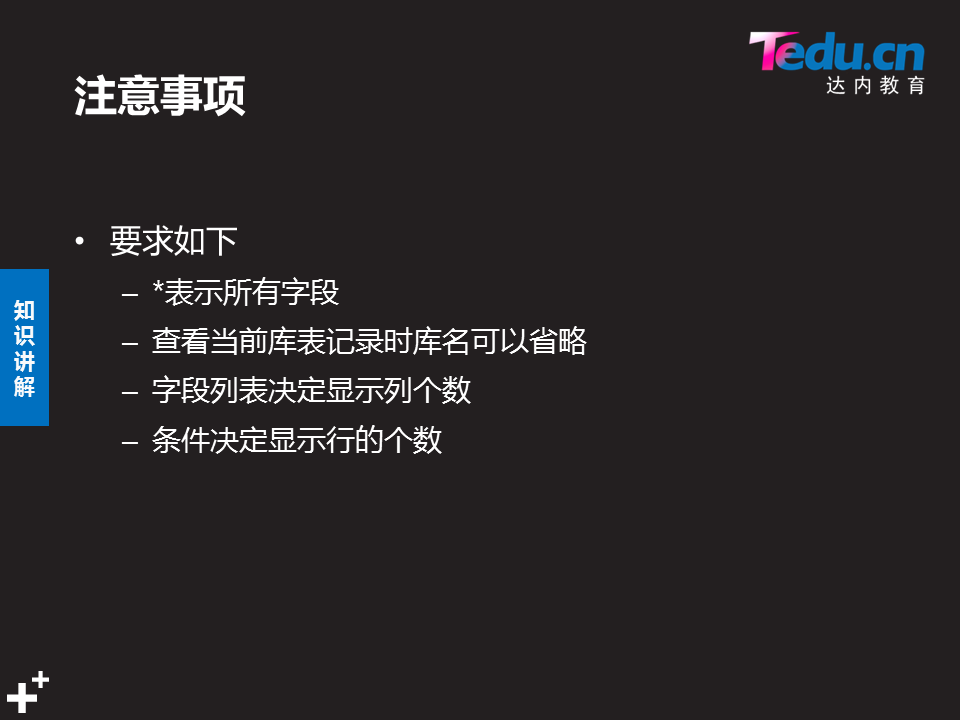 Tedu.cn
达内教育
注意事项
• 要求如下
– *表示所有字段
– 查看当前库表记录时库名可以省略
– 字段列表决定显示列个数
– 条件决定显示行的个数
知
识
讲
解